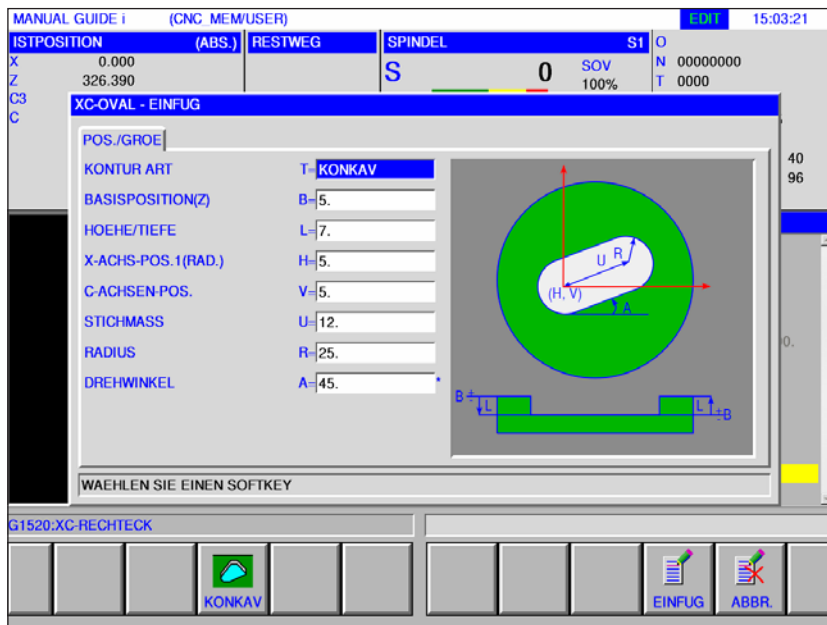 MANUAL GUIDE i (CNC_MEM/USER) EDIT 15:03:21
ISTPOSITION (ABS.) RESTWEG SPINDEL S1 O
X 0.000 S 0 SOV N 00000000
Z 326.390 100% T 0000
C3
C
XC-OVAL - EINFUG
POS./GROE
KONTUR ART T=KONKAV
40
BASISPOSITION(Z) B=5.
96
HOEHE/TIEFE L=7.
X-ACHS-POS.1(RAD.) H=5.
C-ACHSEN-POS. V=5.
STICHMASS U=12.
RADIUS R=25.
DREHWINKEL A=45. *
U R
(H, V)
A
B± L L ±B
00.
WAEHLEN SIE EINEN SOFTKEY
G1520:XC-RECHTECK
KONKAV EINFUG ABBR.